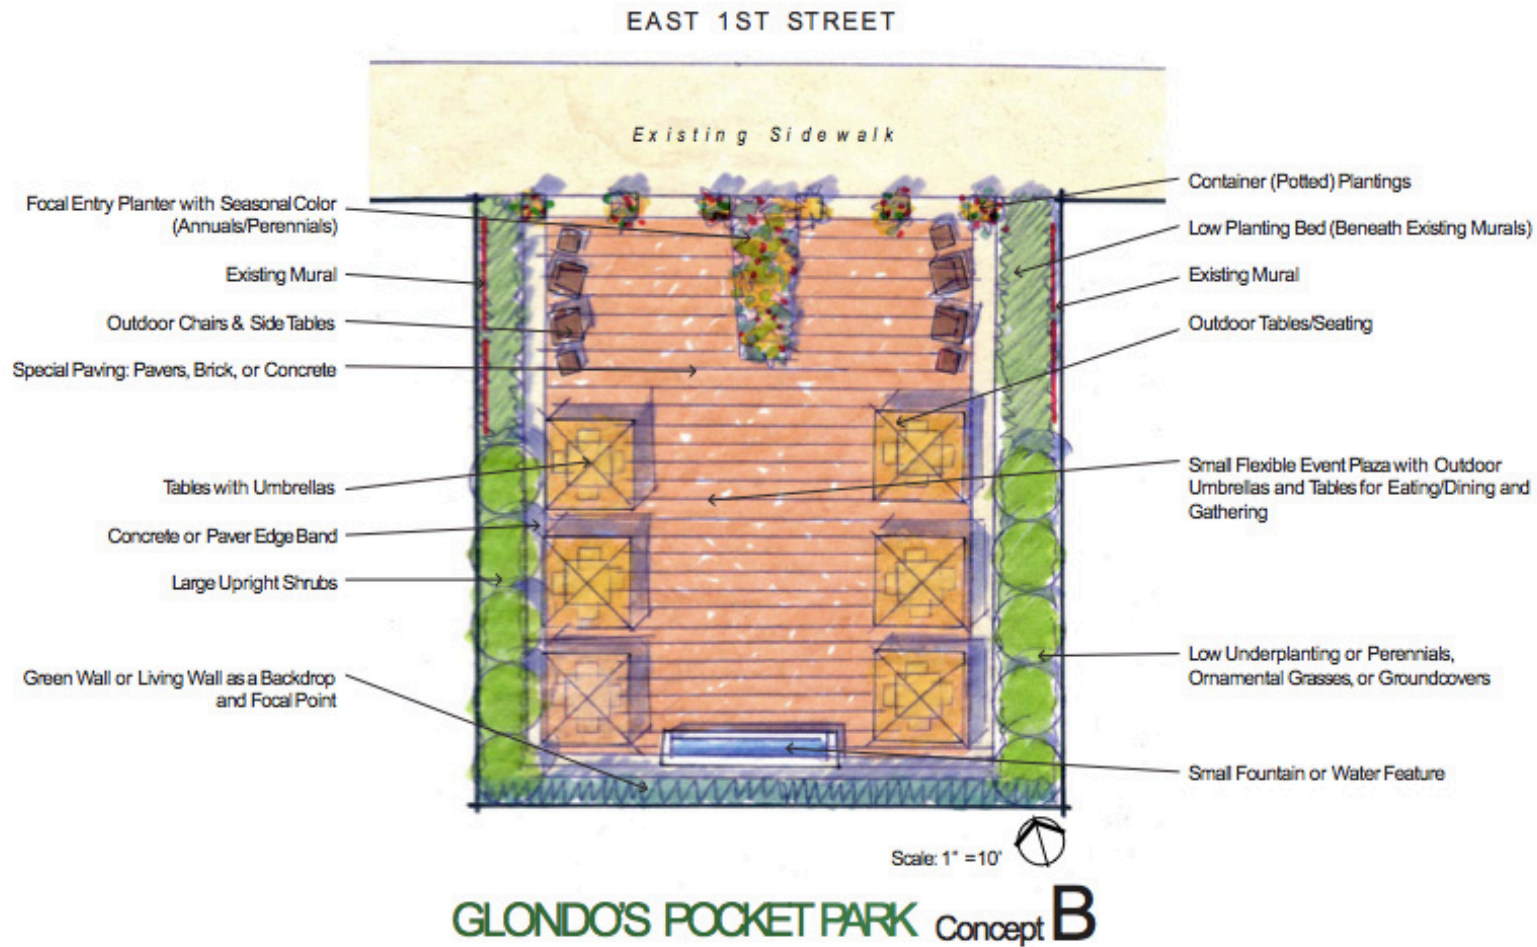 EAST 1ST STREET
Existing Sidewalk
Focal Entry Planter with Seasonal Color
(Annuals/Perennials)
Existing Mural
Outdoor Chairs & Side Tables
Special Paving: Pavers, Brick, or Concrete
Tables with Umbrellas
Concrete or Paver Edge Band
Large Upright Shrubs
Green Wall or Living Wall as a Backdrop
and Focal Point
Container (Potted) Plantings
Low Planting Bed (Beneath Existing Murals)
Existing Mural
Outdoor Tables/Seating
Small Flexible Event Plaza with Outdoor
Umbrellas and Tables for Eating/Dining and
Gathering
Low Underplanting or Perennials,
Ornamental Grasses, or Groundcovers
Small Fountain or Water Feature
Scale: 1" =10'
GLONDO'S POCKET PARK Concept B